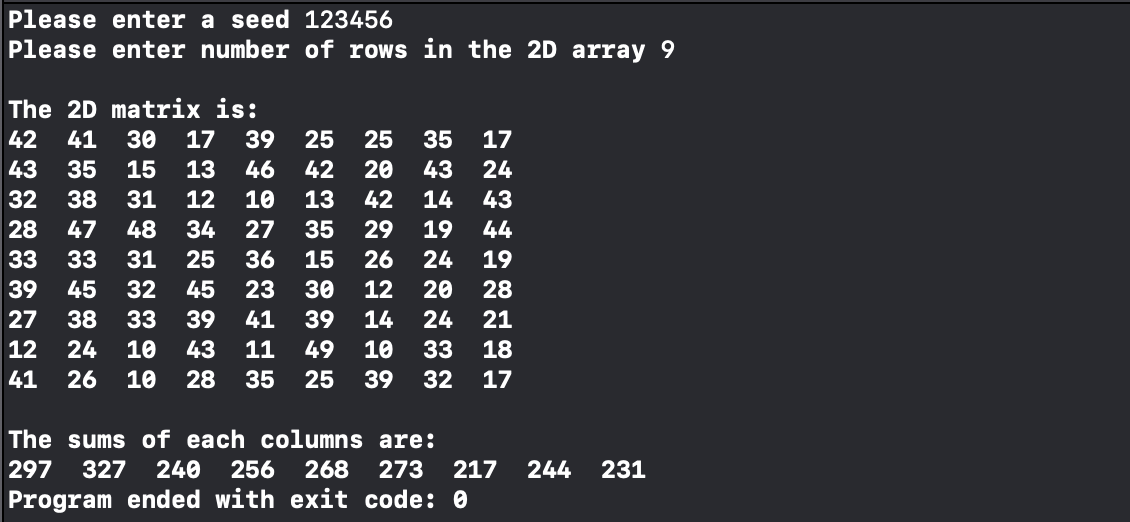 Please enter a seed 123456
Please enter number of rows in the 2D array 9
The 2D matrix is:
42 41 30 17 39 25 25 35 17
43 35 15 13 46 42 20 43 24
32 38 31 12 10 13 42 14 43
28 47 48 34 27 35 29 19 44
33 33 31 25 36 15 26 24 19
39 45 32 45 23 30 12 20 28
27 38 33 39 41 39 14 24 21
12 24 10 43 11 49 10 33 18
41 26 10 28 35 25 39 32 17
The sums of each columns are:
297 327 240 256 268 273 217 244 231
Program ended with exit code: 0